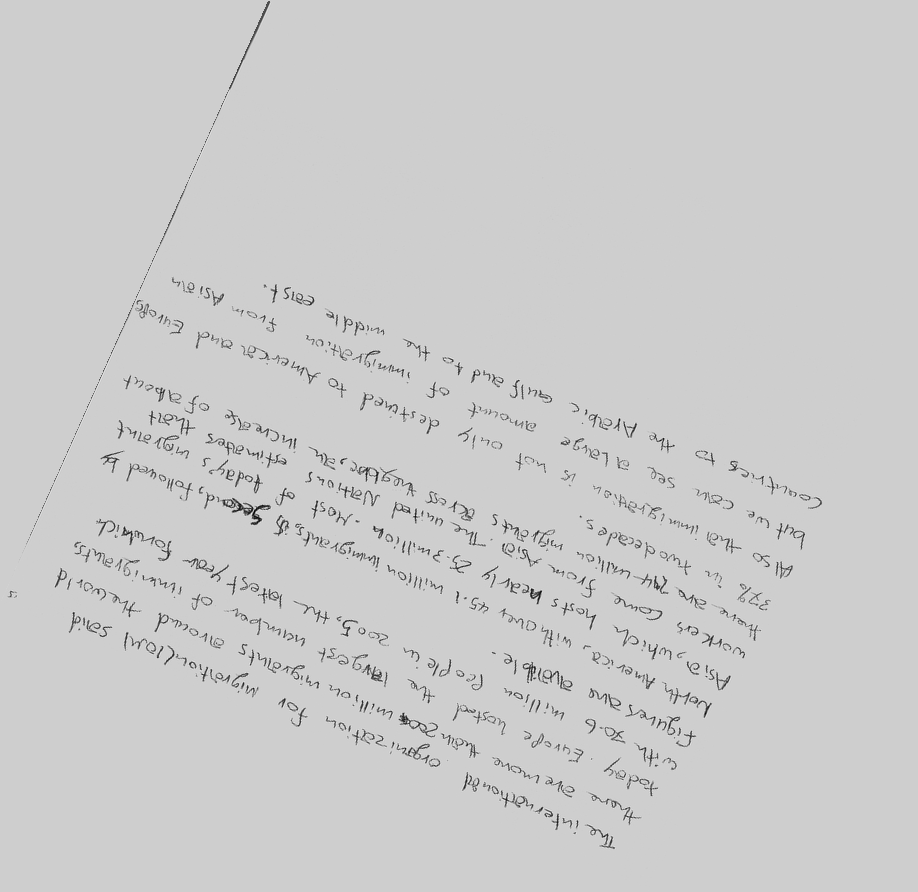 The international organization for migration (IOM) said
there are more than 200 million migrants around the world
today. Europe hosted the largest number of immigrants,
with 70.6 million people in 2005, the latest year for which
figures are available.
North America, with over 45.1 million immigrants, is second, followed by
Asia, which hosts nearly 25.3 million. Most of today's migrant
workers come from Asia. The united Nations estimates that
there are 214 million migrants across the globe, an increase of about
37% in two decades.
Also that immigration is not only destined to America and Europe
but we can see a large amount of immigration from Asian
countries to the Arabic Gulf and to the middle east.